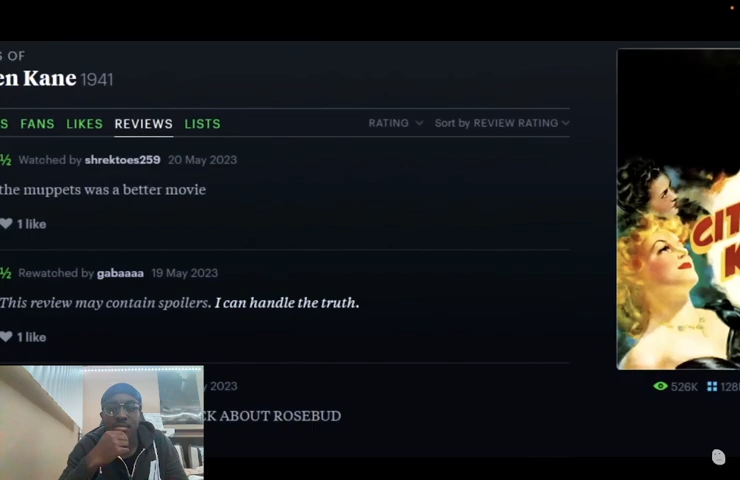 S OF
en Kane 1941
S FANS LIKES REVIEWS LISTS RATING Sort by REVIEW RATING
½ Watched by shrektoes259 20 May 2023
the muppets was a better movie
1 like
½ Rewatched by gabaaaa 19 May 2023
This review may contain spoilers. I can handle the truth.
1 like
y 2023
CK ABOUT ROSEBUD
CIT
K
526K 128